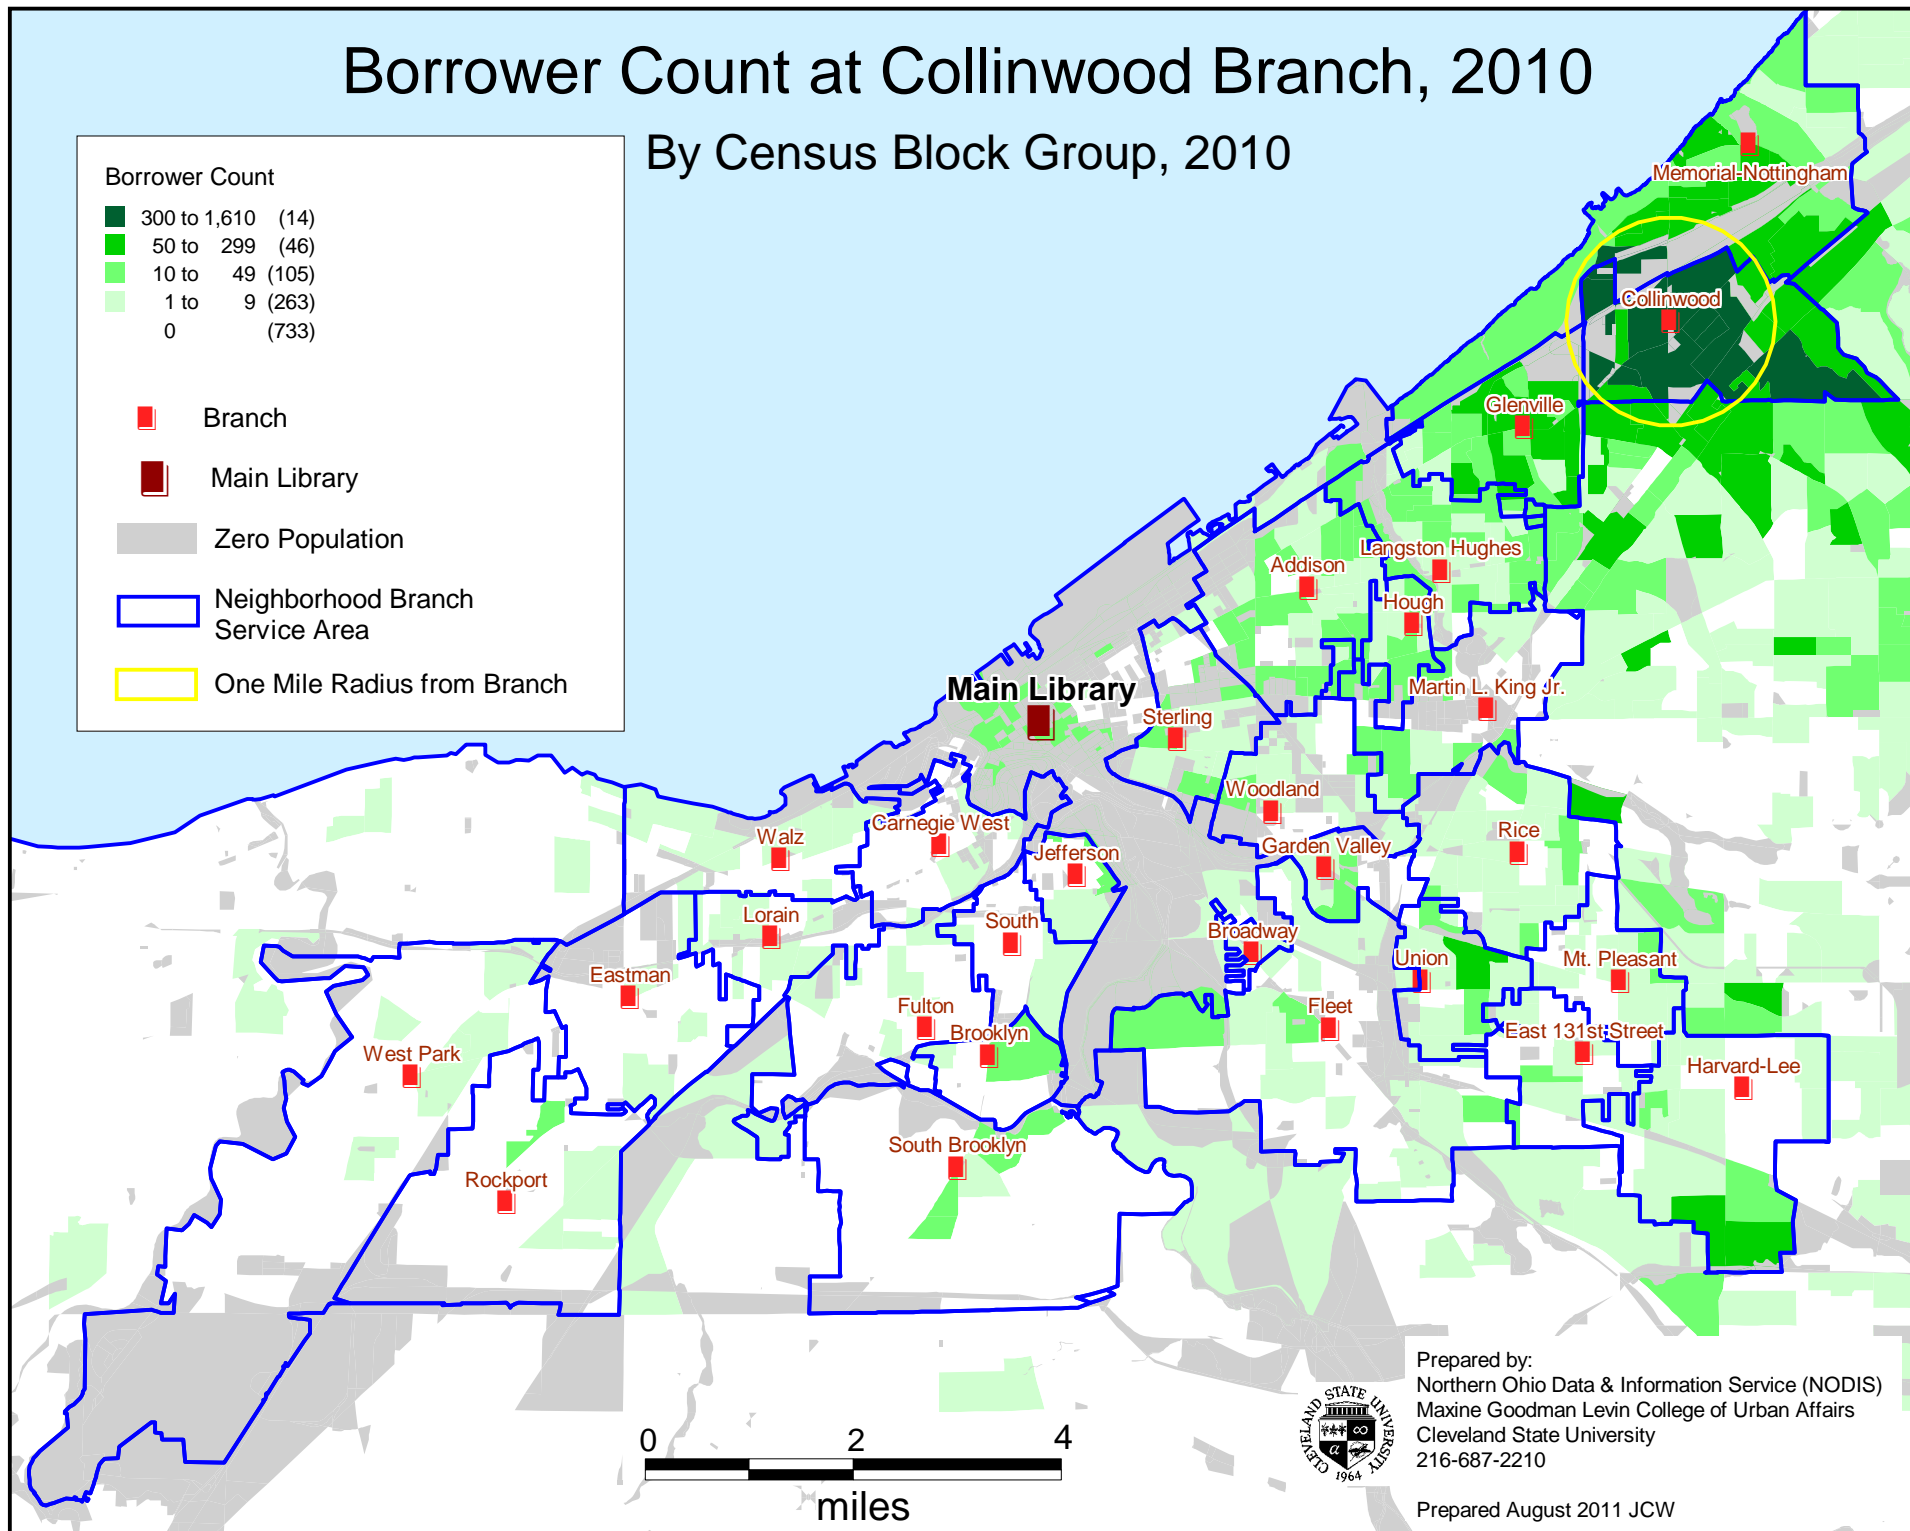 Borrower Count at Collinwood Branch, 2010
By Census Block Group, 2010
Borrower Count
300 to 1,610 (14)
50 to 299 (46)
10 to 49 (105)
1 to 9 (263)
0 (733)
Branch
Main Library
Zero Population
Neighborhood Branch
Service Area
One Mile Radius from Branch
Memorial-Nottingham
Collinwood
Glenville
Langston Hughes
Addison
Hough
Martin L. King Jr.
Main Library
Sterling
Woodland
Walz
Carnegie West
Jefferson
Garden Valley
Rice
Lorain
South
Broadway
Union
Mt. Pleasant
Eastman
Fulton
Brooklyn
Fleet
East 131st Street
West Park
Harvard-Lee
South Brooklyn
Rockport
0 2 4
miles
CLEVELAND STATE UNIVERSITY
1964
Prepared by:
Northern Ohio Data & Information Service (NODIS)
Maxine Goodman Levin College of Urban Affairs
Cleveland State University
216-687-2210
Prepared August 2011 JCW